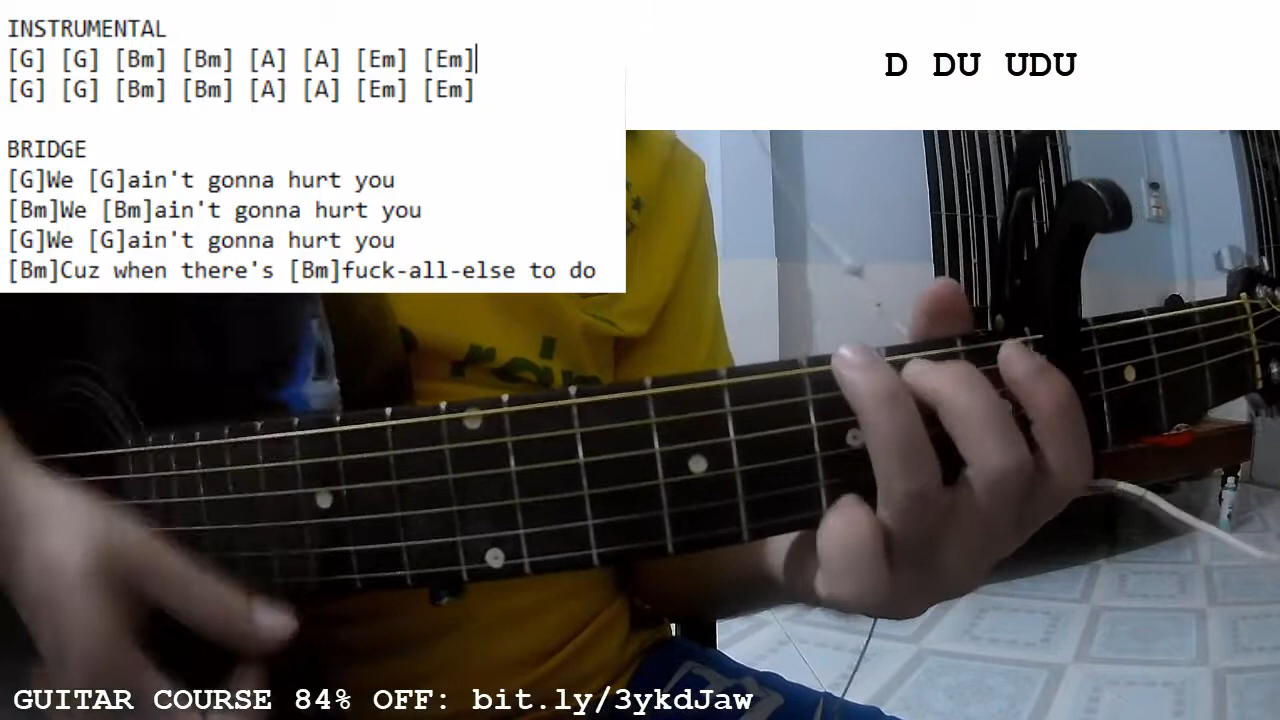 INSTRUMENTAL
[G] [G] [Bm] [Bm] [A] [A] [Em] [Em]
[G] [G] [Bm] [Bm] [A] [A] [Em] [Em]
BRIDGE
[G]We [G]ain't gonna hurt you
[Bm]We [Bm]ain't gonna hurt you
[G]We [G]ain't gonna hurt you
[Bm]Cuz when there's [Bm]fuck-all-else to do
D DU UDU
GUITAR COURSE 84% OFF: bit.ly/3ykdJaw